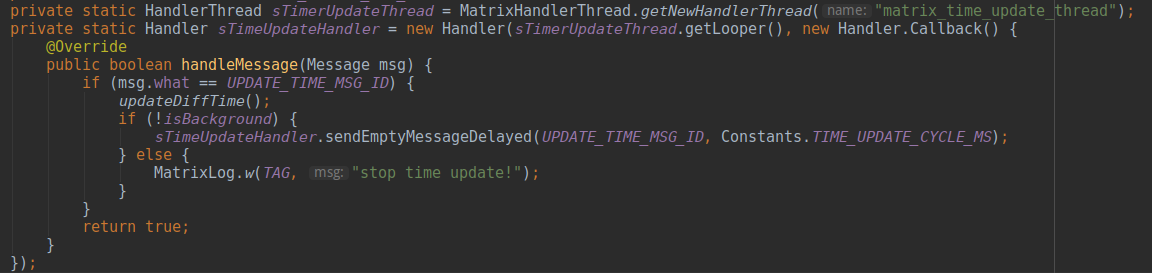 private static HandlerThread sTimerUpdateThread = MatrixHandlerThread.getNewHandlerThread( name: "matrix_time_update_thread");
private static Handler sTimeUpdateHandler = new Handler(sTimerUpdateThread.getLooper(), new Handler.Callback() {
    @Override
    public boolean handleMessage(Message msg) {
        if (msg.what == UPDATE_TIME_MSG_ID) {
            updateDiffTime();
            if (!isBackground) {
                sTimeUpdateHandler.sendEmptyMessageDelayed(UPDATE_TIME_MSG_ID, Constants.TIME_UPDATE_CYCLE_MS);
            } else {
                MatrixLog.w(TAG, msg: "stop time update!");
            }
        }
        return true;
    }
});